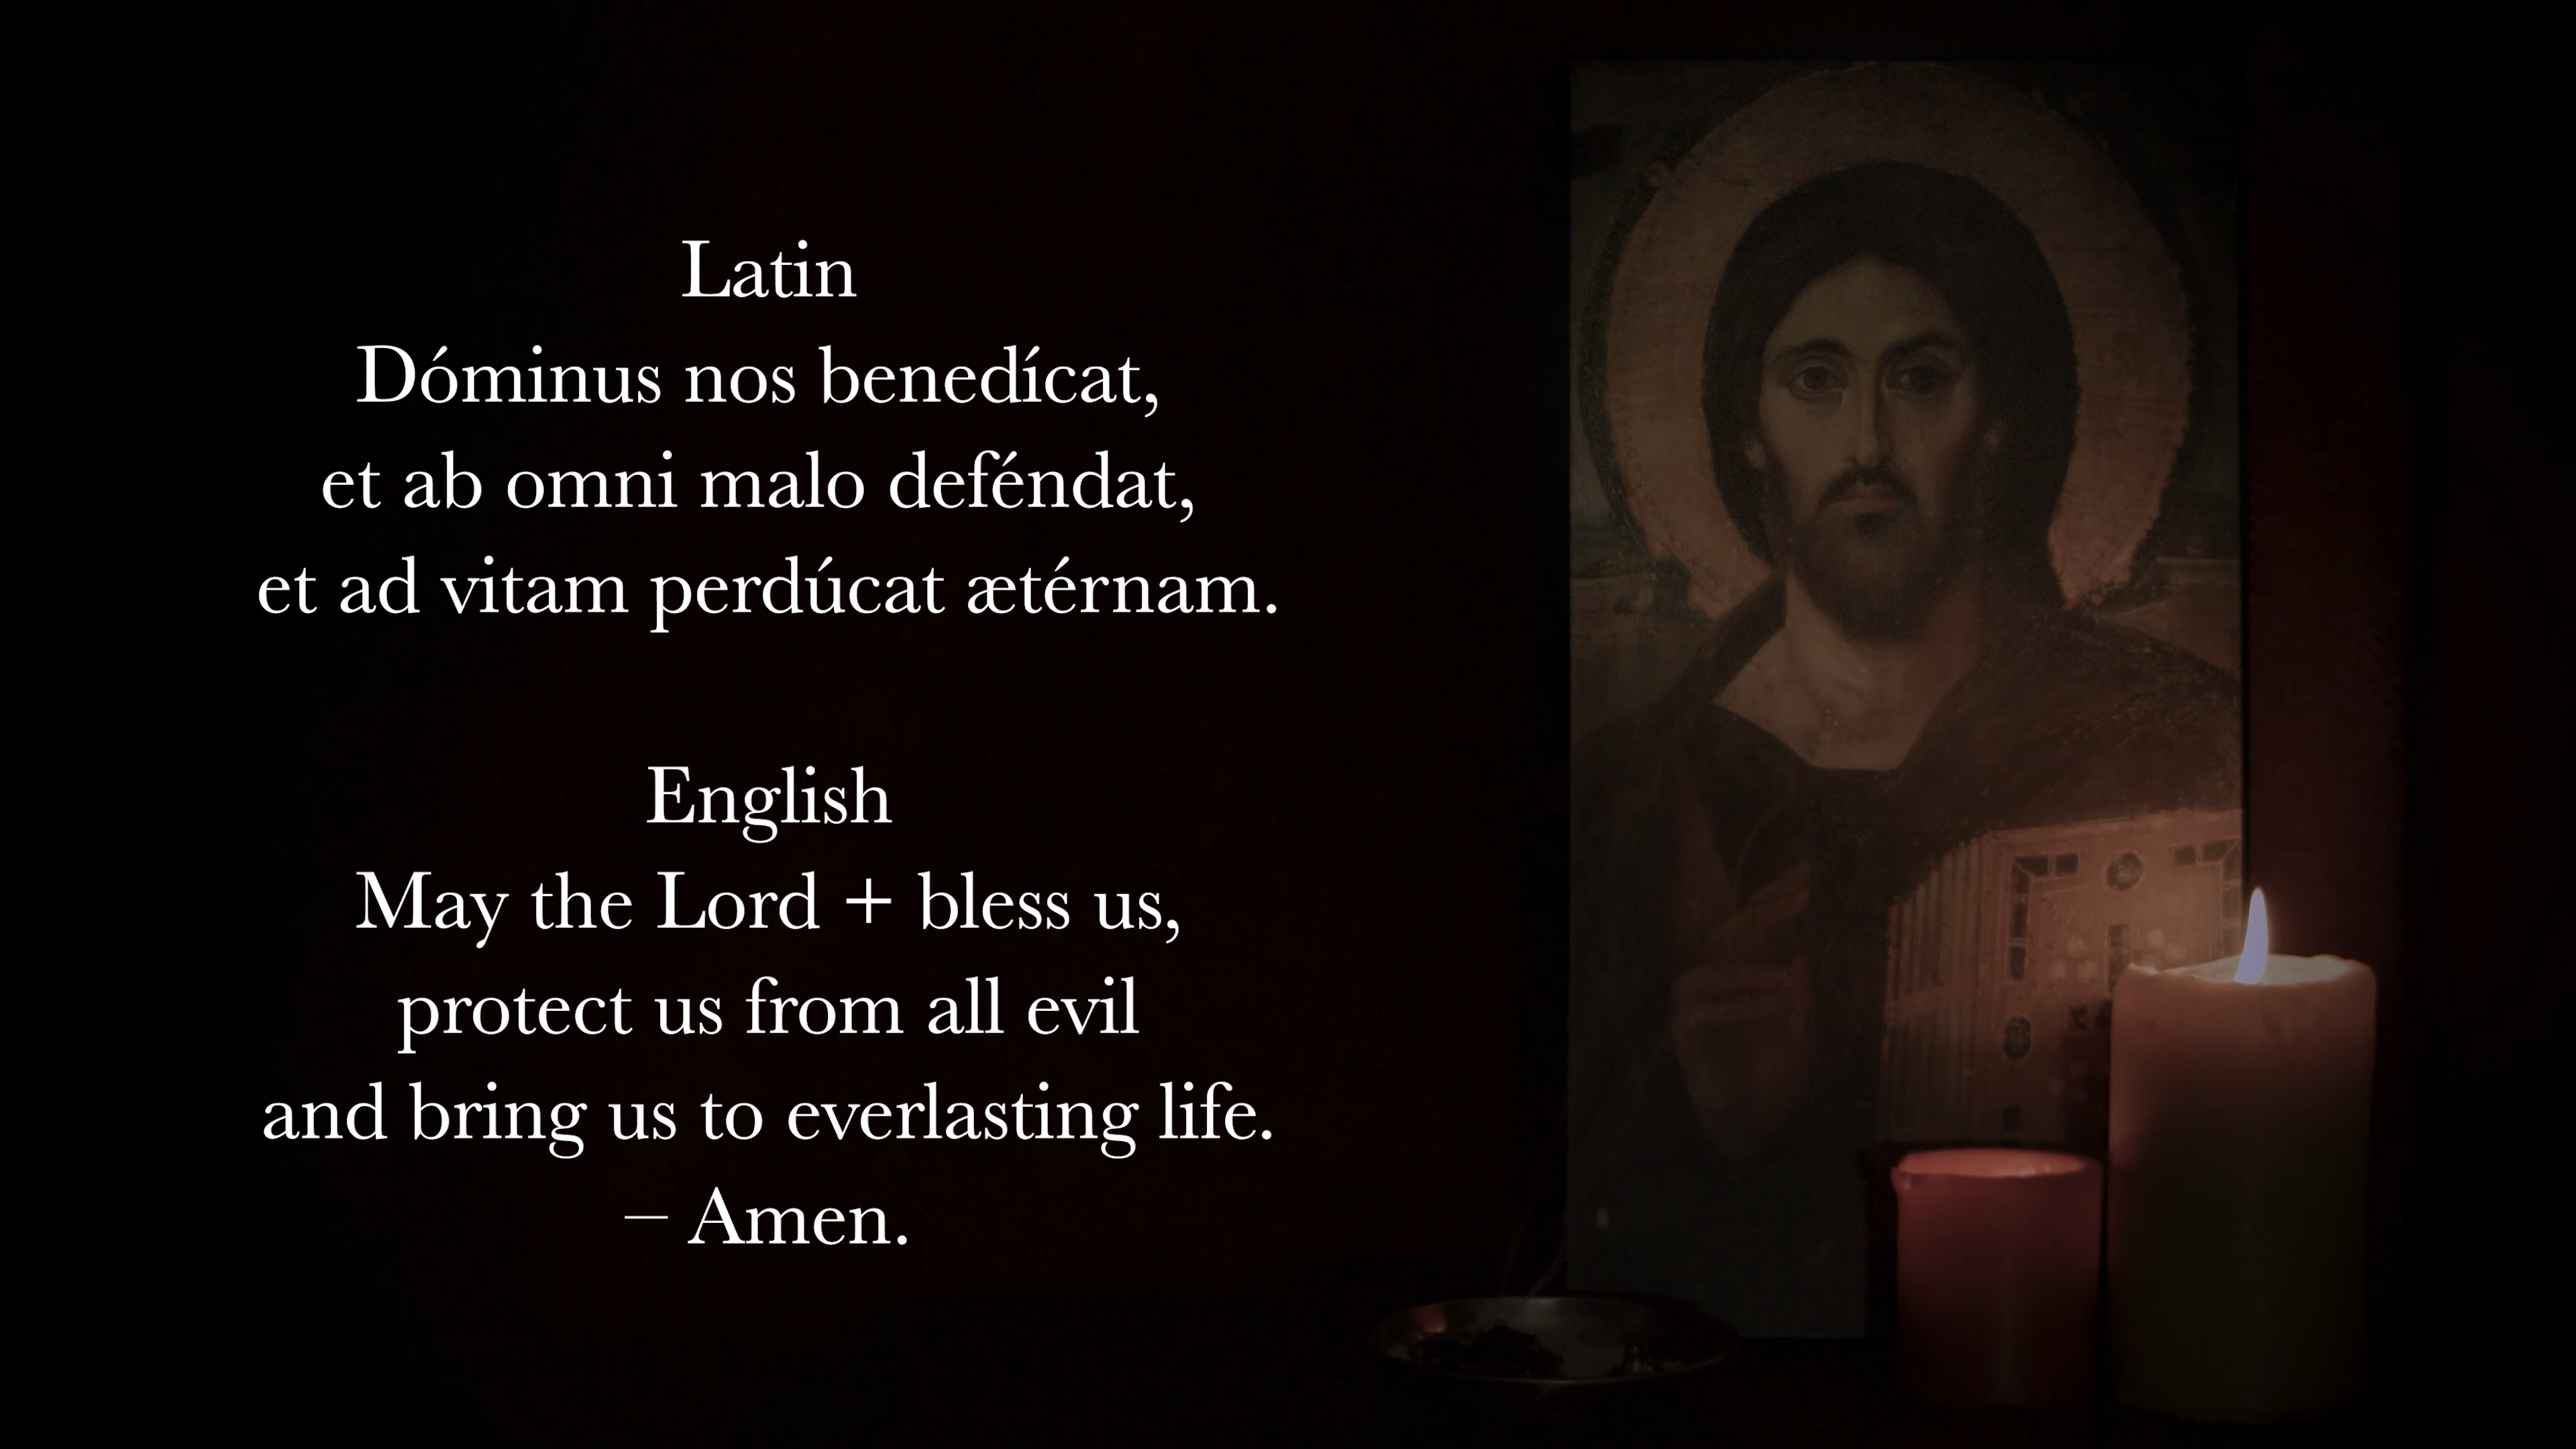 Latin
Dóminus nos benedícat,
et ab omni malo deféndat,
et ad vitam perdúcat ætérnam.
English
May the Lord + bless us,
protect us from all evil
and bring us to everlasting life.
– Amen.